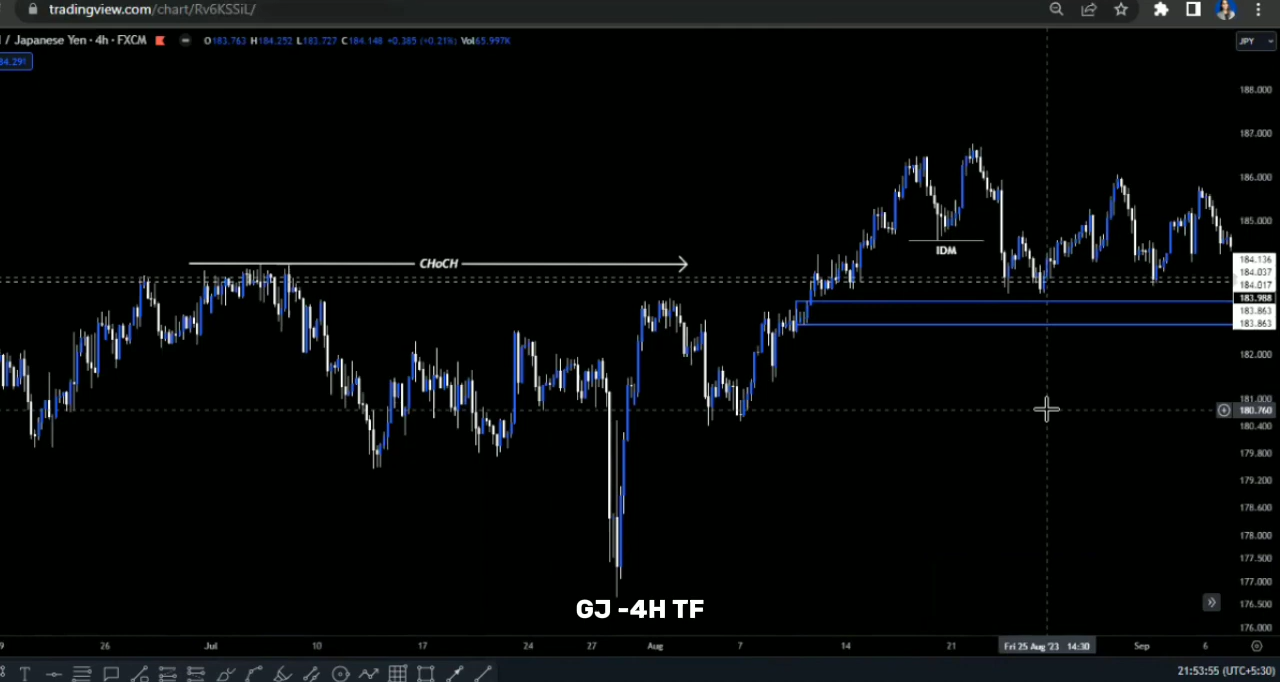 tradingview.com/chart/Rv6KSSiL/
/ Japanese Yen · 4h · FXCM O183.763 H184.252 L183.727 C184.148 +0.385 (+0.21%) Vol65.997K
JPY
84.291
188.000
187.000
186.000
185.000
CHoCH
IDM
184.136
184.037
184.017
183.988
183.863
183.863
182.000
181.000
180.760
180.400
179.800
179.200
178.600
178.000
177.500
177.000
176.500
176.000
GJ -4H TF
9 26 Jul 10 17 24 27 Aug 7 14 21 Fri 25 Aug '23 14:30 Sep 6
21:53:55 (UTC+5:30)